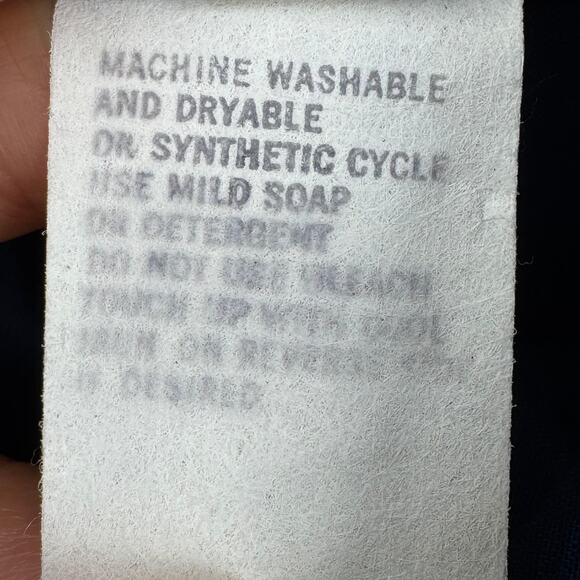 MACHINE WASHABLE
AND DRYABLE
OR SYNTHETIC CYCLE
USE MILD SOAP
OR DETERGENT
DO NOT USE BLEACH
TOUCH UP WITH COOL
IRON ON REVERSE
IF DESIRED